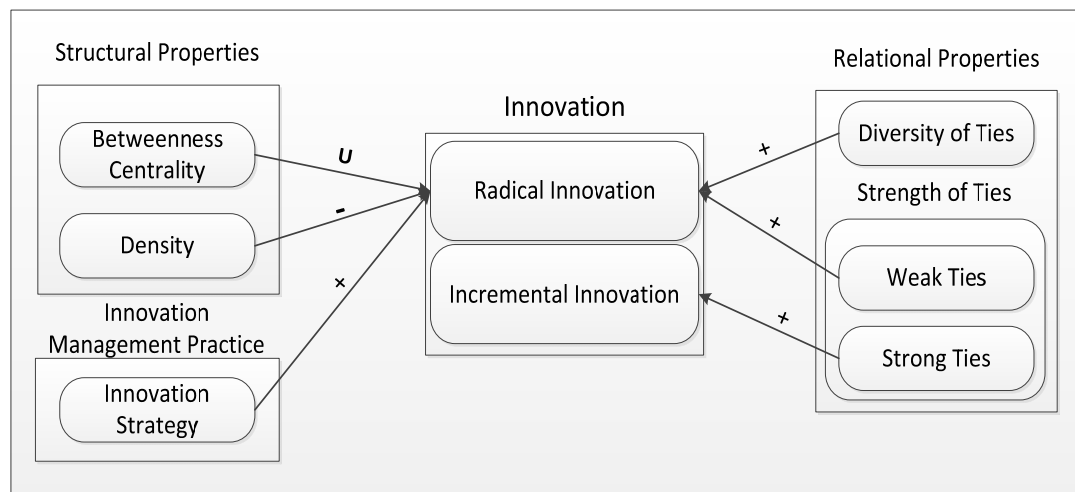 Structural Properties
Betweenness
Centrality
Density
Innovation
Management Practice
Innovation
Strategy
U
-
+
Innovation
Radical Innovation
Incremental Innovation
+
+
+
Relational Properties
Diversity of Ties
Strength of Ties
Weak Ties
Strong Ties